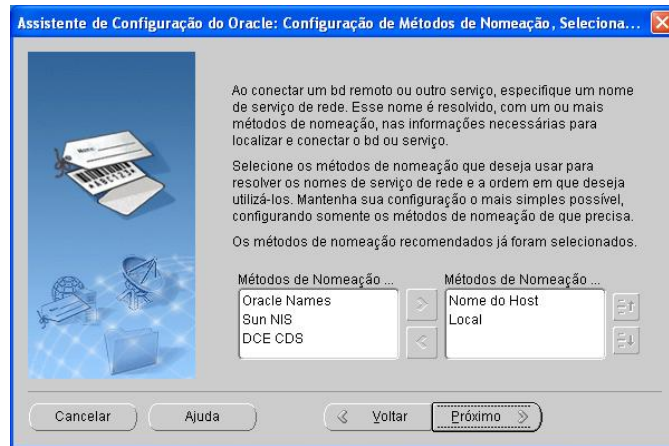 Assistente de Configuração do Oracle: Configuração de Métodos de Nomeação, Seleciona...
Ao conectar um bd remoto ou outro serviço, especifique um nome
de serviço de rede. Esse nome é resolvido, com um ou mais
métodos de nomeação, nas informações necessárias para
localizar e conectar o bd ou serviço.
Selecione os métodos de nomeação que deseja usar para
resolver os nomes de serviço de rede e a ordem em que deseja
utilizá-los. Mantenha sua configuração o mais simples possível,
configurando somente os métodos de nomeação de que precisa.
Os métodos de nomeação recomendados já foram selecionados.
Métodos de Nomeação ...
Oracle Names
Sun NIS
DCE CDS
Métodos de Nomeação ...
Nome do Host
Local
Name:
ABC123
Cancelar
Ajuda
Voltar
Próximo